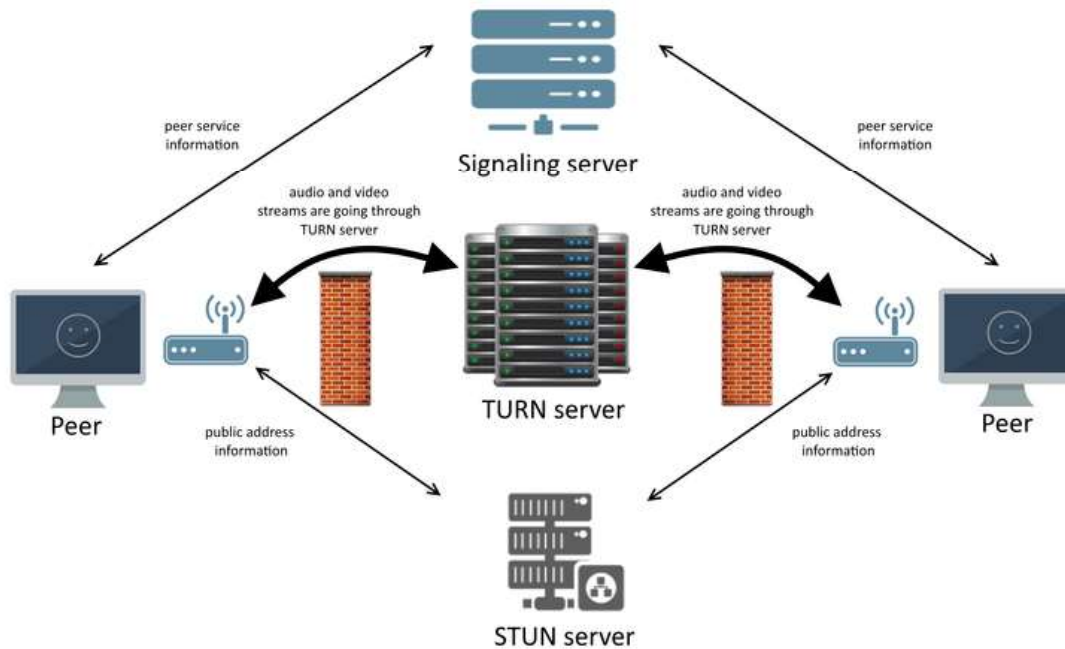 Signaling server
peer service
information
peer service
information
audio and video
streams are going through
TURN server
audio and video
streams are going through
TURN server
Peer
TURN server
Peer
public address
information
public address
information
STUN server